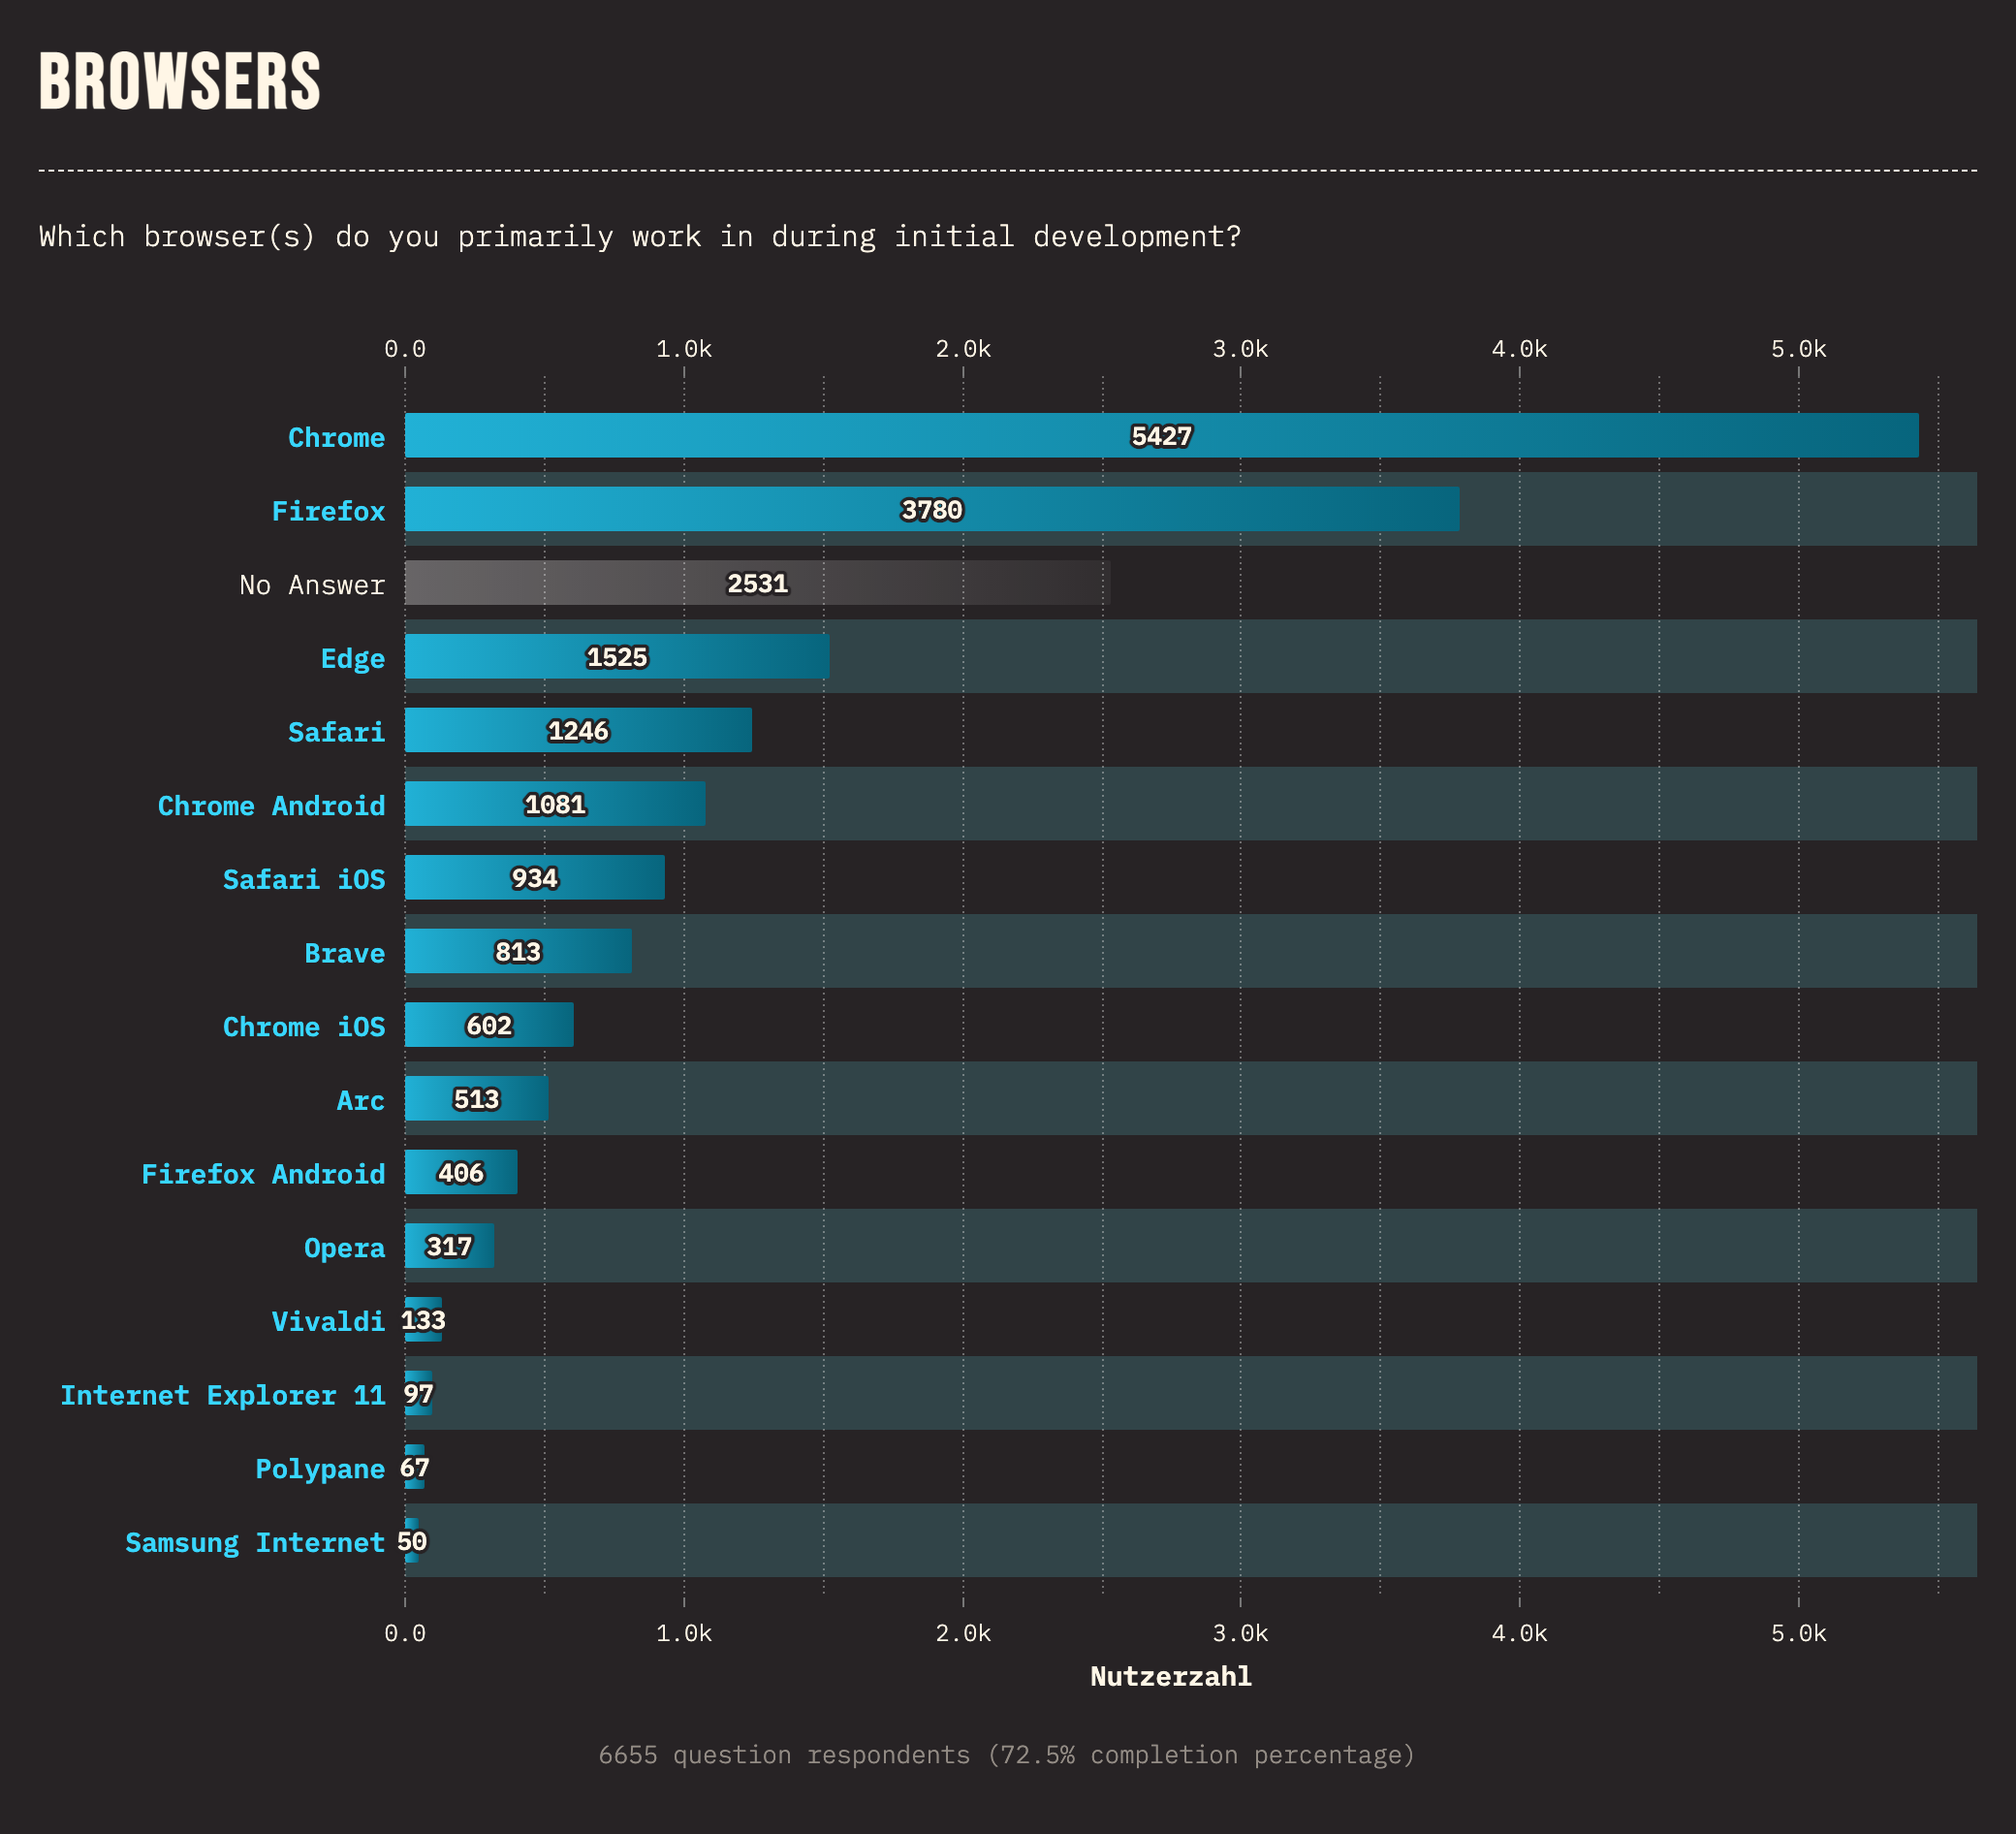 BROWSERS
Which browser(s) do you primarily work in during initial development?
0.0 1.0k 2.0k 3.0k 4.0k 5.0k
Chrome 5427
Firefox 3780
No Answer 2531
Edge 1525
Safari 1246
Chrome Android 1081
Safari iOS 934
Brave 813
Chrome iOS 602
Arc 513
Firefox Android 406
Opera 317
Vivaldi 133
Internet Explorer 11 97
Polypane 67
Samsung Internet 50
0.0 1.0k 2.0k 3.0k 4.0k 5.0k
Nutzerzahl
6655 question respondents (72.5% completion percentage)